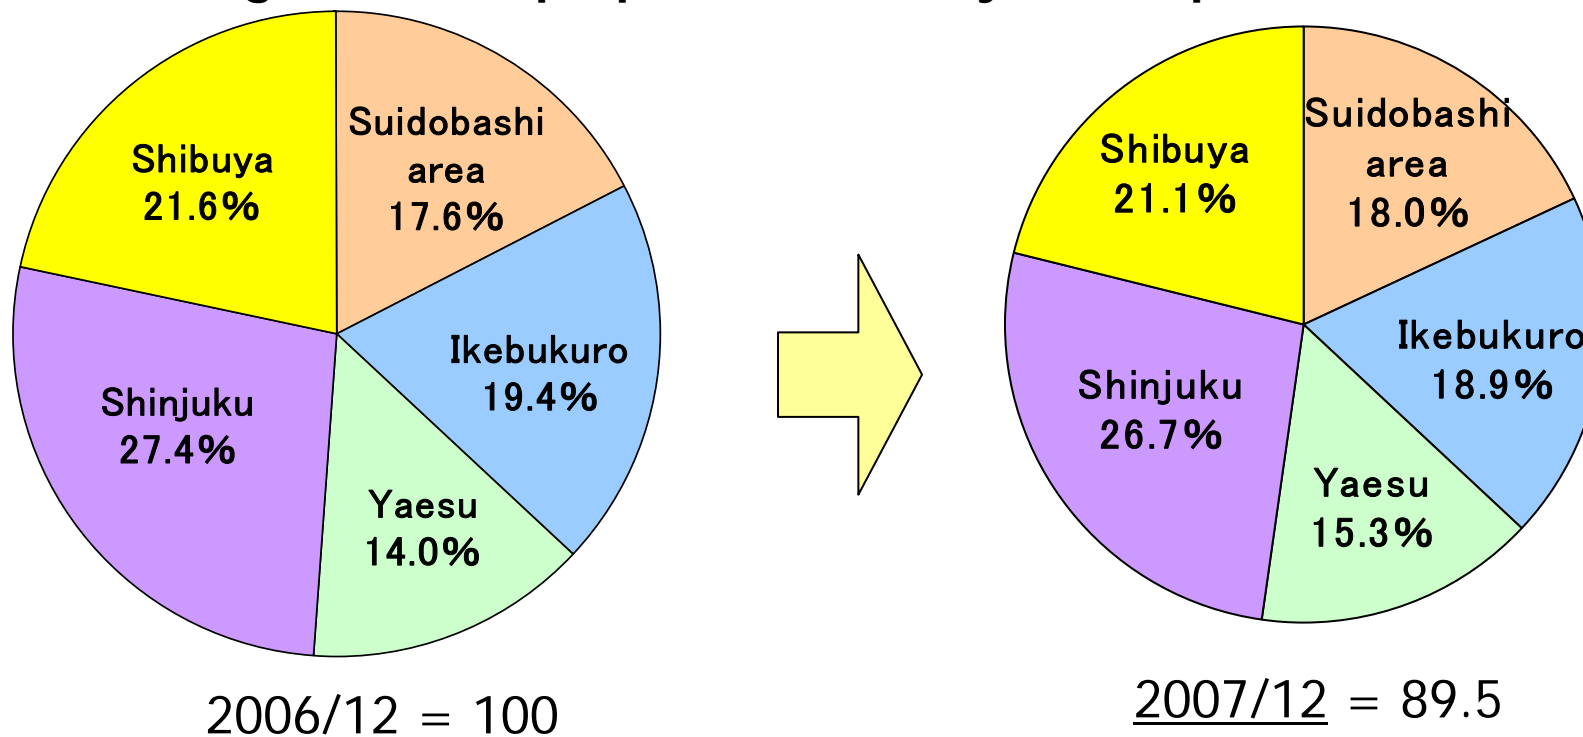 Shibuya
21.6%
Suidobashi
area
17.6%
Ikebukuro
19.4%
Yaesu
14.0%
Shinjuku
27.4%
2006/12 = 100
Shibuya
21.1%
Suidobashi
area
18.0%
Ikebukuro
18.9%
Yaesu
15.3%
Shinjuku
26.7%
2007/12 = 89.5